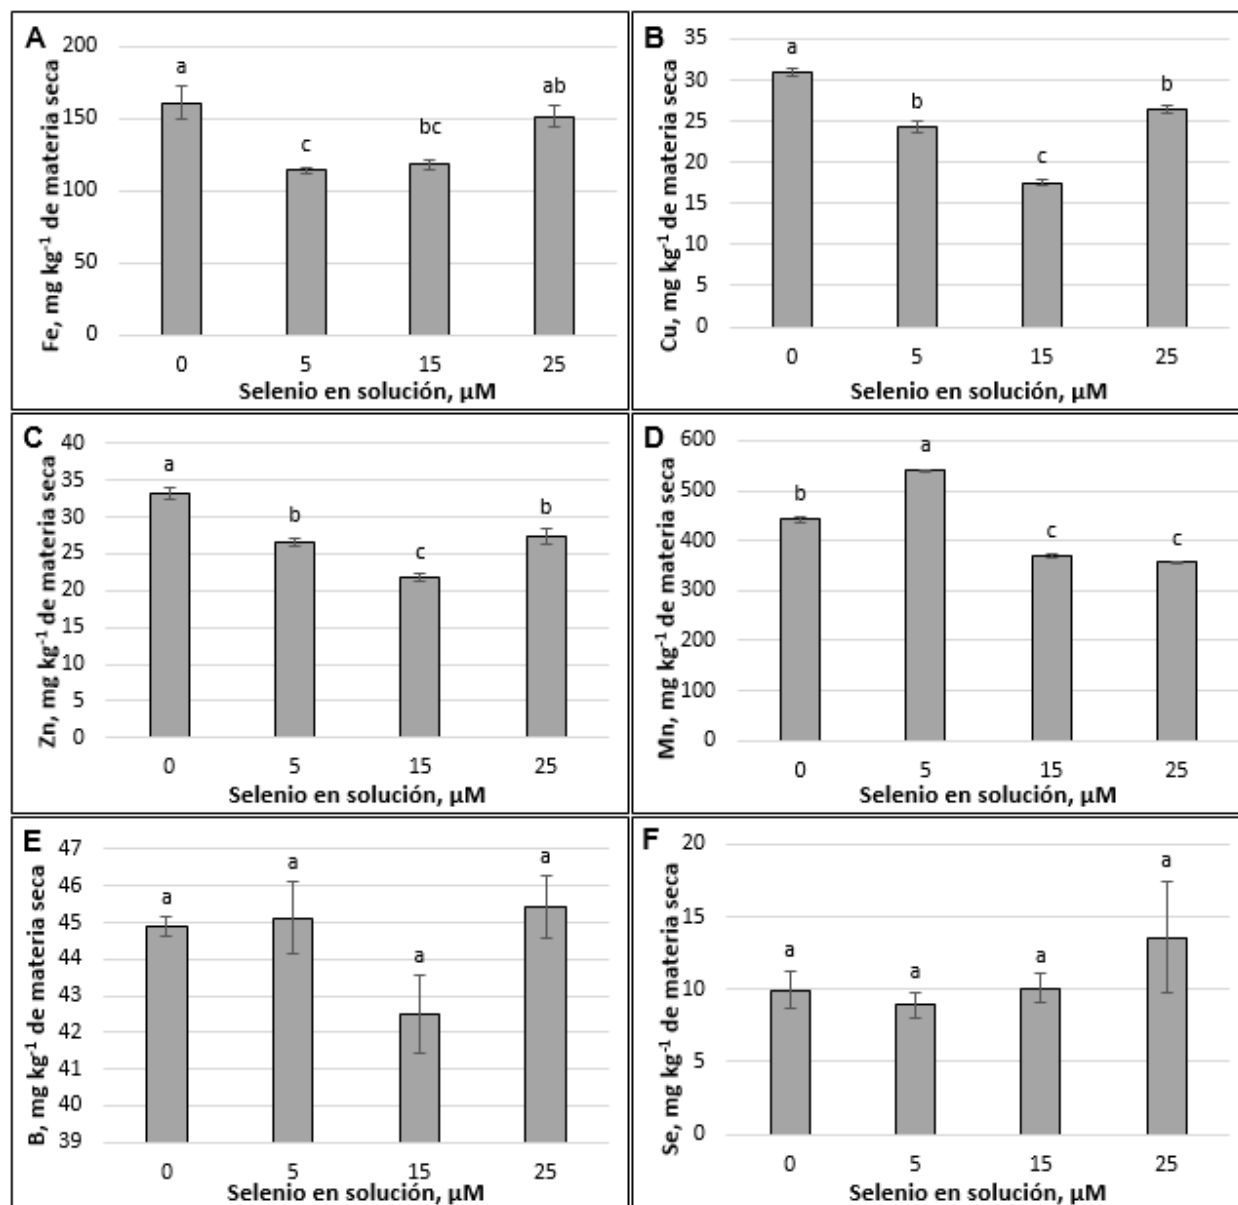 A
Fe, mg kg⁻¹ de materia seca
200
150
100
50
0
a
c
bc
ab
0 5 15 25
Selenio en solución, µM
B
Cu, mg kg⁻¹ de materia seca
35
30
25
20
15
10
5
0
a
b
c
b
0 5 15 25
Selenio en solución, µM
C
Zn, mg kg⁻¹ de materia seca
40
35
30
25
20
15
10
5
0
a
b
c
b
0 5 15 25
Selenio en solución, µM
D
Mn, mg kg⁻¹ de materia seca
600
500
400
300
200
100
0
b
a
c
c
0 5 15 25
Selenio en solución, µM
E
B, mg kg⁻¹ de materia seca
47
46
45
44
43
42
41
40
39
a
a
a
a
0 5 15 25
Selenio en solución, µM
F
Se, mg kg⁻¹ de materia seca
20
15
10
5
0
a
a
a
a
0 5 15 25
Selenio en solución, µM